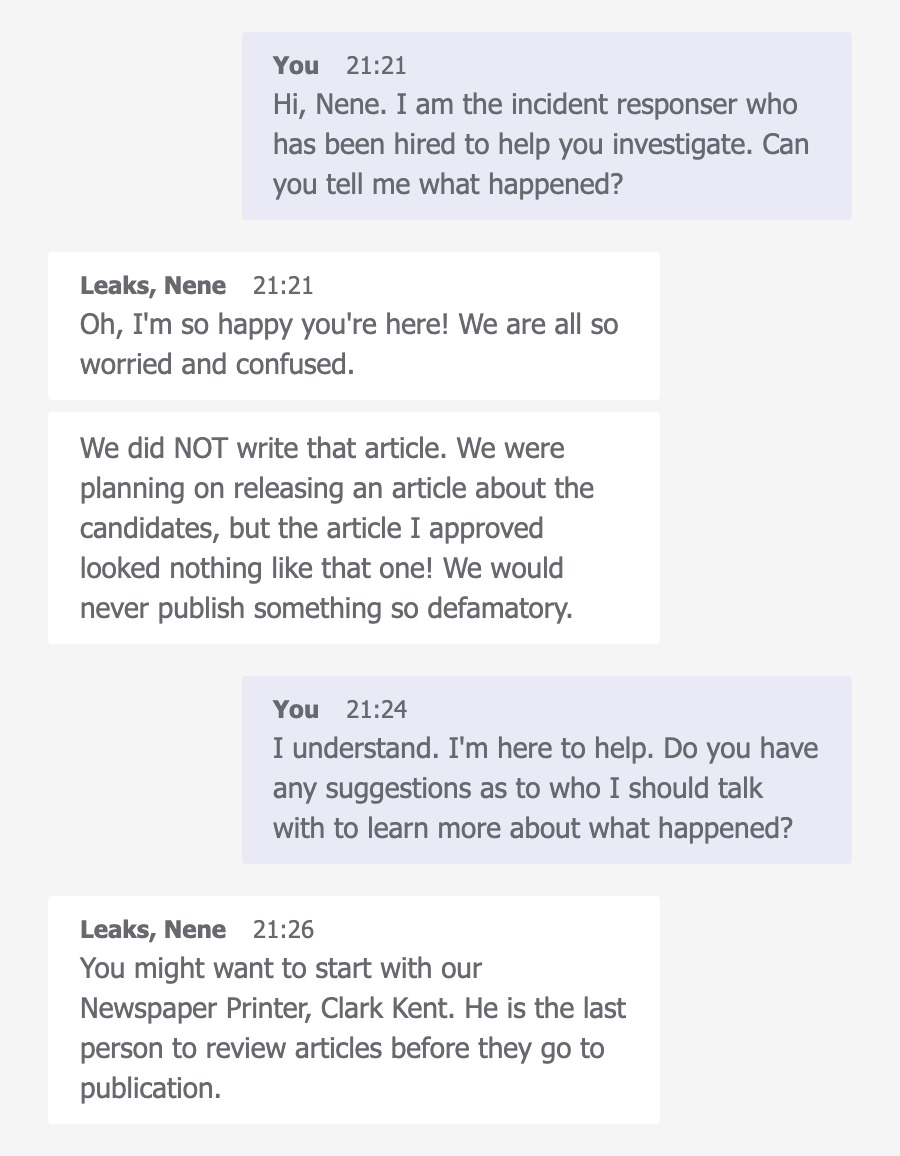 You 21:21
Hi, Nene. I am the incident responser who
has been hired to help you investigate. Can
you tell me what happened?
Leaks, Nene 21:21
Oh, I'm so happy you're here! We are all so
worried and confused.
We did NOT write that article. We were
planning on releasing an article about the
candidates, but the article I approved
looked nothing like that one! We would
never publish something so defamatory.
You 21:24
I understand. I'm here to help. Do you have
any suggestions as to who I should talk
with to learn more about what happened?
Leaks, Nene 21:26
You might want to start with our
Newspaper Printer, Clark Kent. He is the last
person to review articles before they go to
publication.